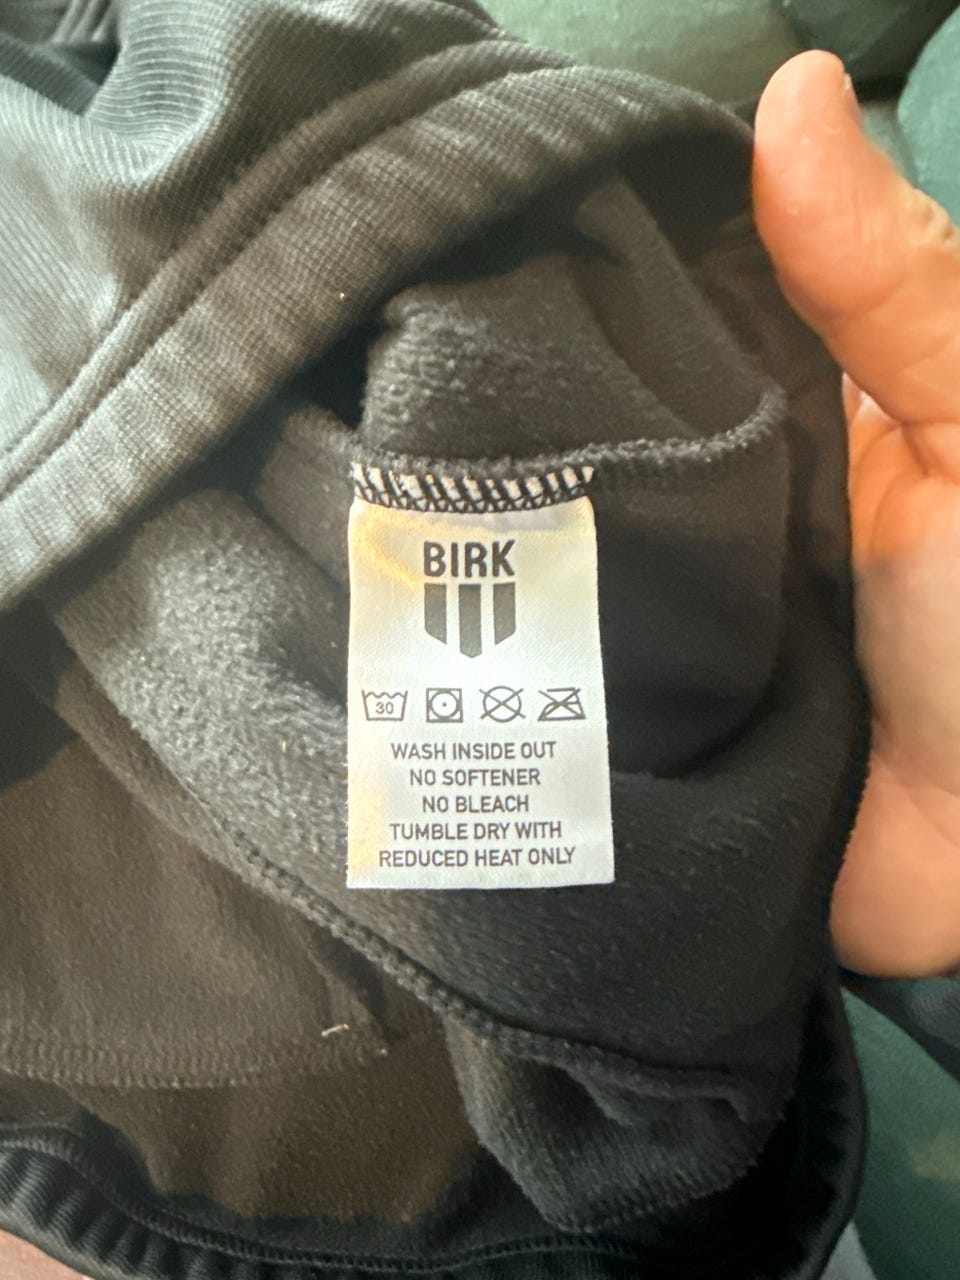 BIRK
30
WASH INSIDE OUT
NO SOFTENER
NO BLEACH
TUMBLE DRY WITH
REDUCED HEAT ONLY